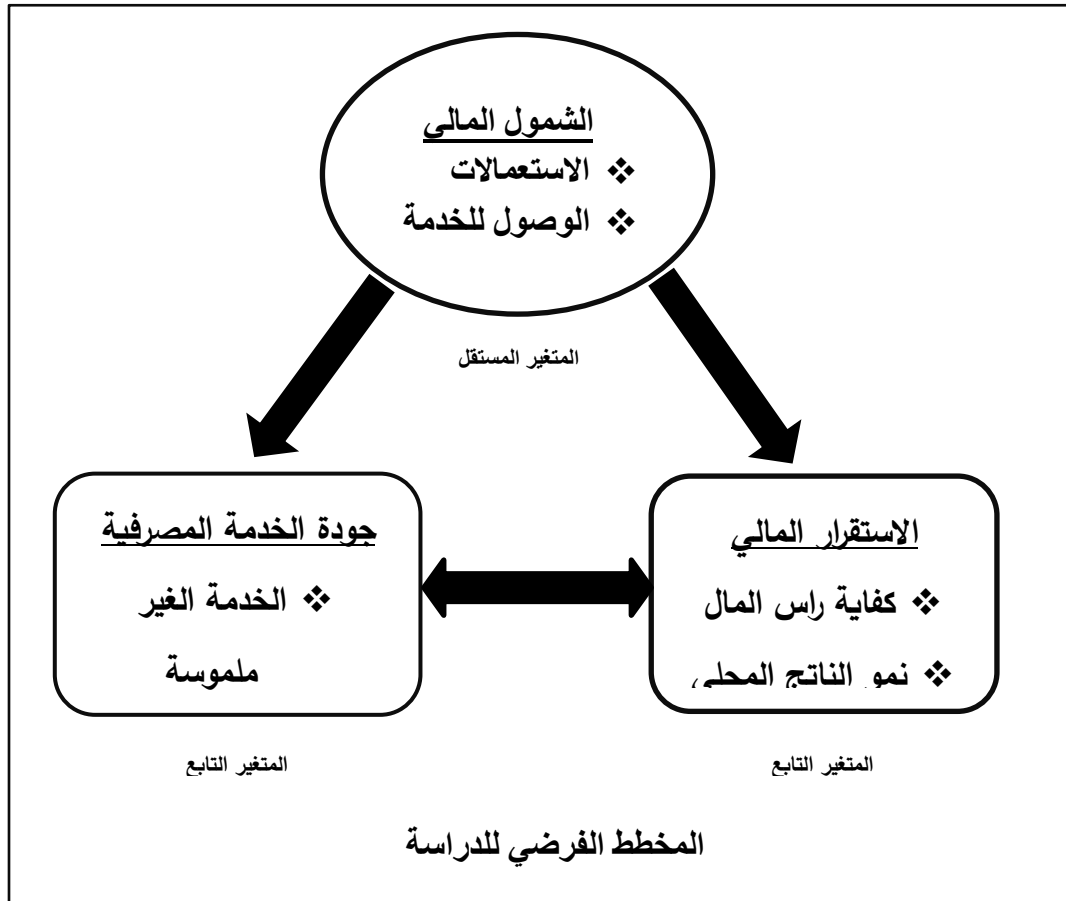 الشمول المالي
❖ الاستعمالات
❖ الوصول للخدمة
المتغير المستقل
الاستقرار المالي
❖ كفاية راس المال
❖ نمو الناتج المحلي
المتغير التابع
جودة الخدمة المصرفية
❖ الخدمة الغير
ملموسة
المتغير التابع
المخطط الفرضي للدراسة